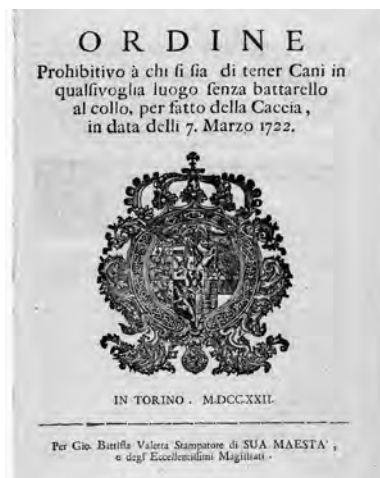 ORDINE
Prohibitivo à chi ſi ſia di tener Cani in
qualſivoglia luogo ſenza battarello
al collo, per fatto della Caccia,
in data delli 7. Marzo 1722.
IN TORINO. M.DCC.XXII.
Per Gio. Battiſta Valetta Stampatore di SUA MAESTA',
e degl' Eccellentiſſimi Magiſtrati.